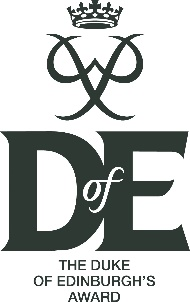 DofE
THE DUKE
OF EDINBURGH'S
AWARD